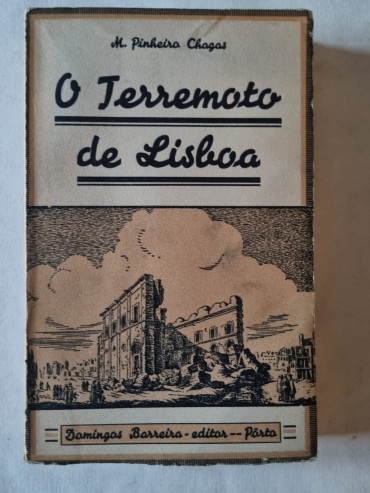 M. Pinheiro Chagas
O Terremoto
de Lisboa
Domingos Barreira - editor -- Pôrto